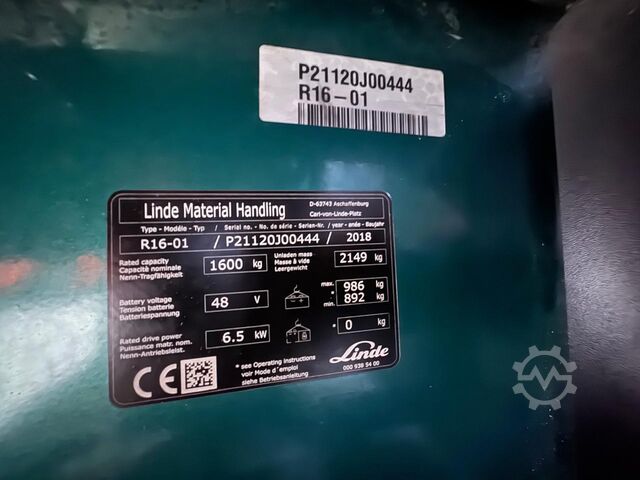 P21120J00444
R16-01
Linde Material Handling
D-63743 Aschaffenburg
Carl-von-Linde-Platz
Type - Modèle - Typ / Serial no. - No. de série - Serien-Nr. / year - année - Baujahr
R16-01 / P21120J00444 / 2018
Rated capacity
Capacité nominale
Nenn-Tragfähigkeit
1600 kg
Unladen mass
Masse à vide
Leergewicht
2149 kg
Battery voltage
Tension batterie
Batteriespannung
48 V
max. * 986 kg
min. * 892 kg
Rated drive power
Puissance matr. nom.
Nenn-Antriebsleist.
6.5 kW
* 0 kg
CE
* see Operating instructions
voir Mode d'emploi
siehe Betriebsanleitung
Linde
000 938 54 00